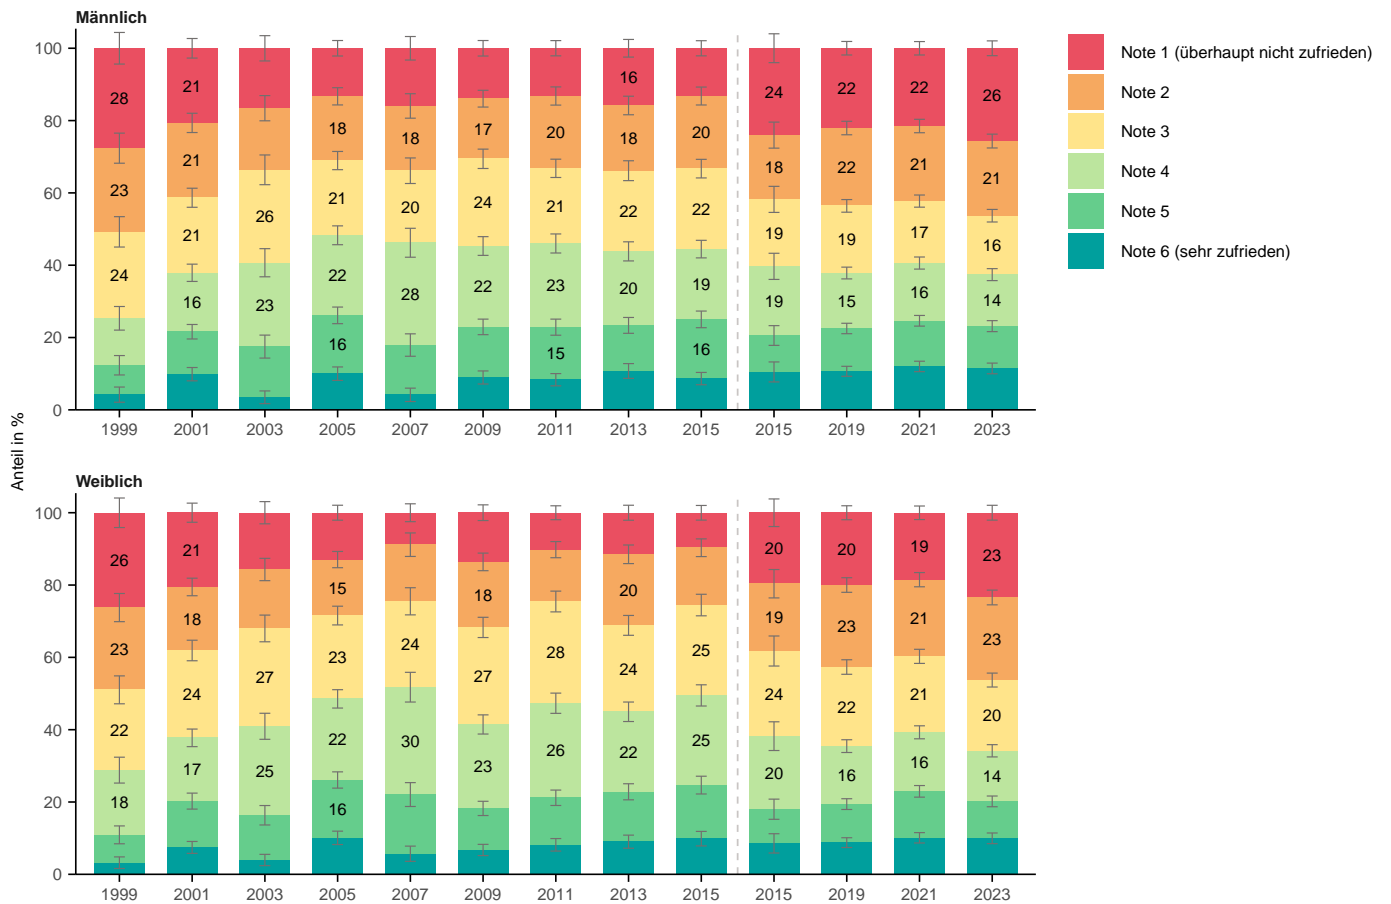 Männlich
100
80
60
40
20
0
28 23 24
21 21 21 16
26 23
18 21 22 16
18 20 28
17 24 22
20 21 23 15
16 18 22 20
20 22 19 16
24 18 19 19
22 22 19 15
22 21 17 16
26 21 16 14
1999 2001 2003 2005 2007 2009 2011 2013 2015 2015 2019 2021 2023
Note 1 (überhaupt nicht zufrieden)
Note 2
Note 3
Note 4
Note 5
Note 6 (sehr zufrieden)
Anteil in %
Weiblich
100
80
60
40
20
0
26 23 22 18
21 18 24 17
27 25
15 23 22 16
24 30
18 27 23
28 26
20 24 22
25 25
20 19 24 20
20 23 22 16
19 21 21 16
23 23 20 14
1999 2001 2003 2005 2007 2009 2011 2013 2015 2015 2019 2021 2023